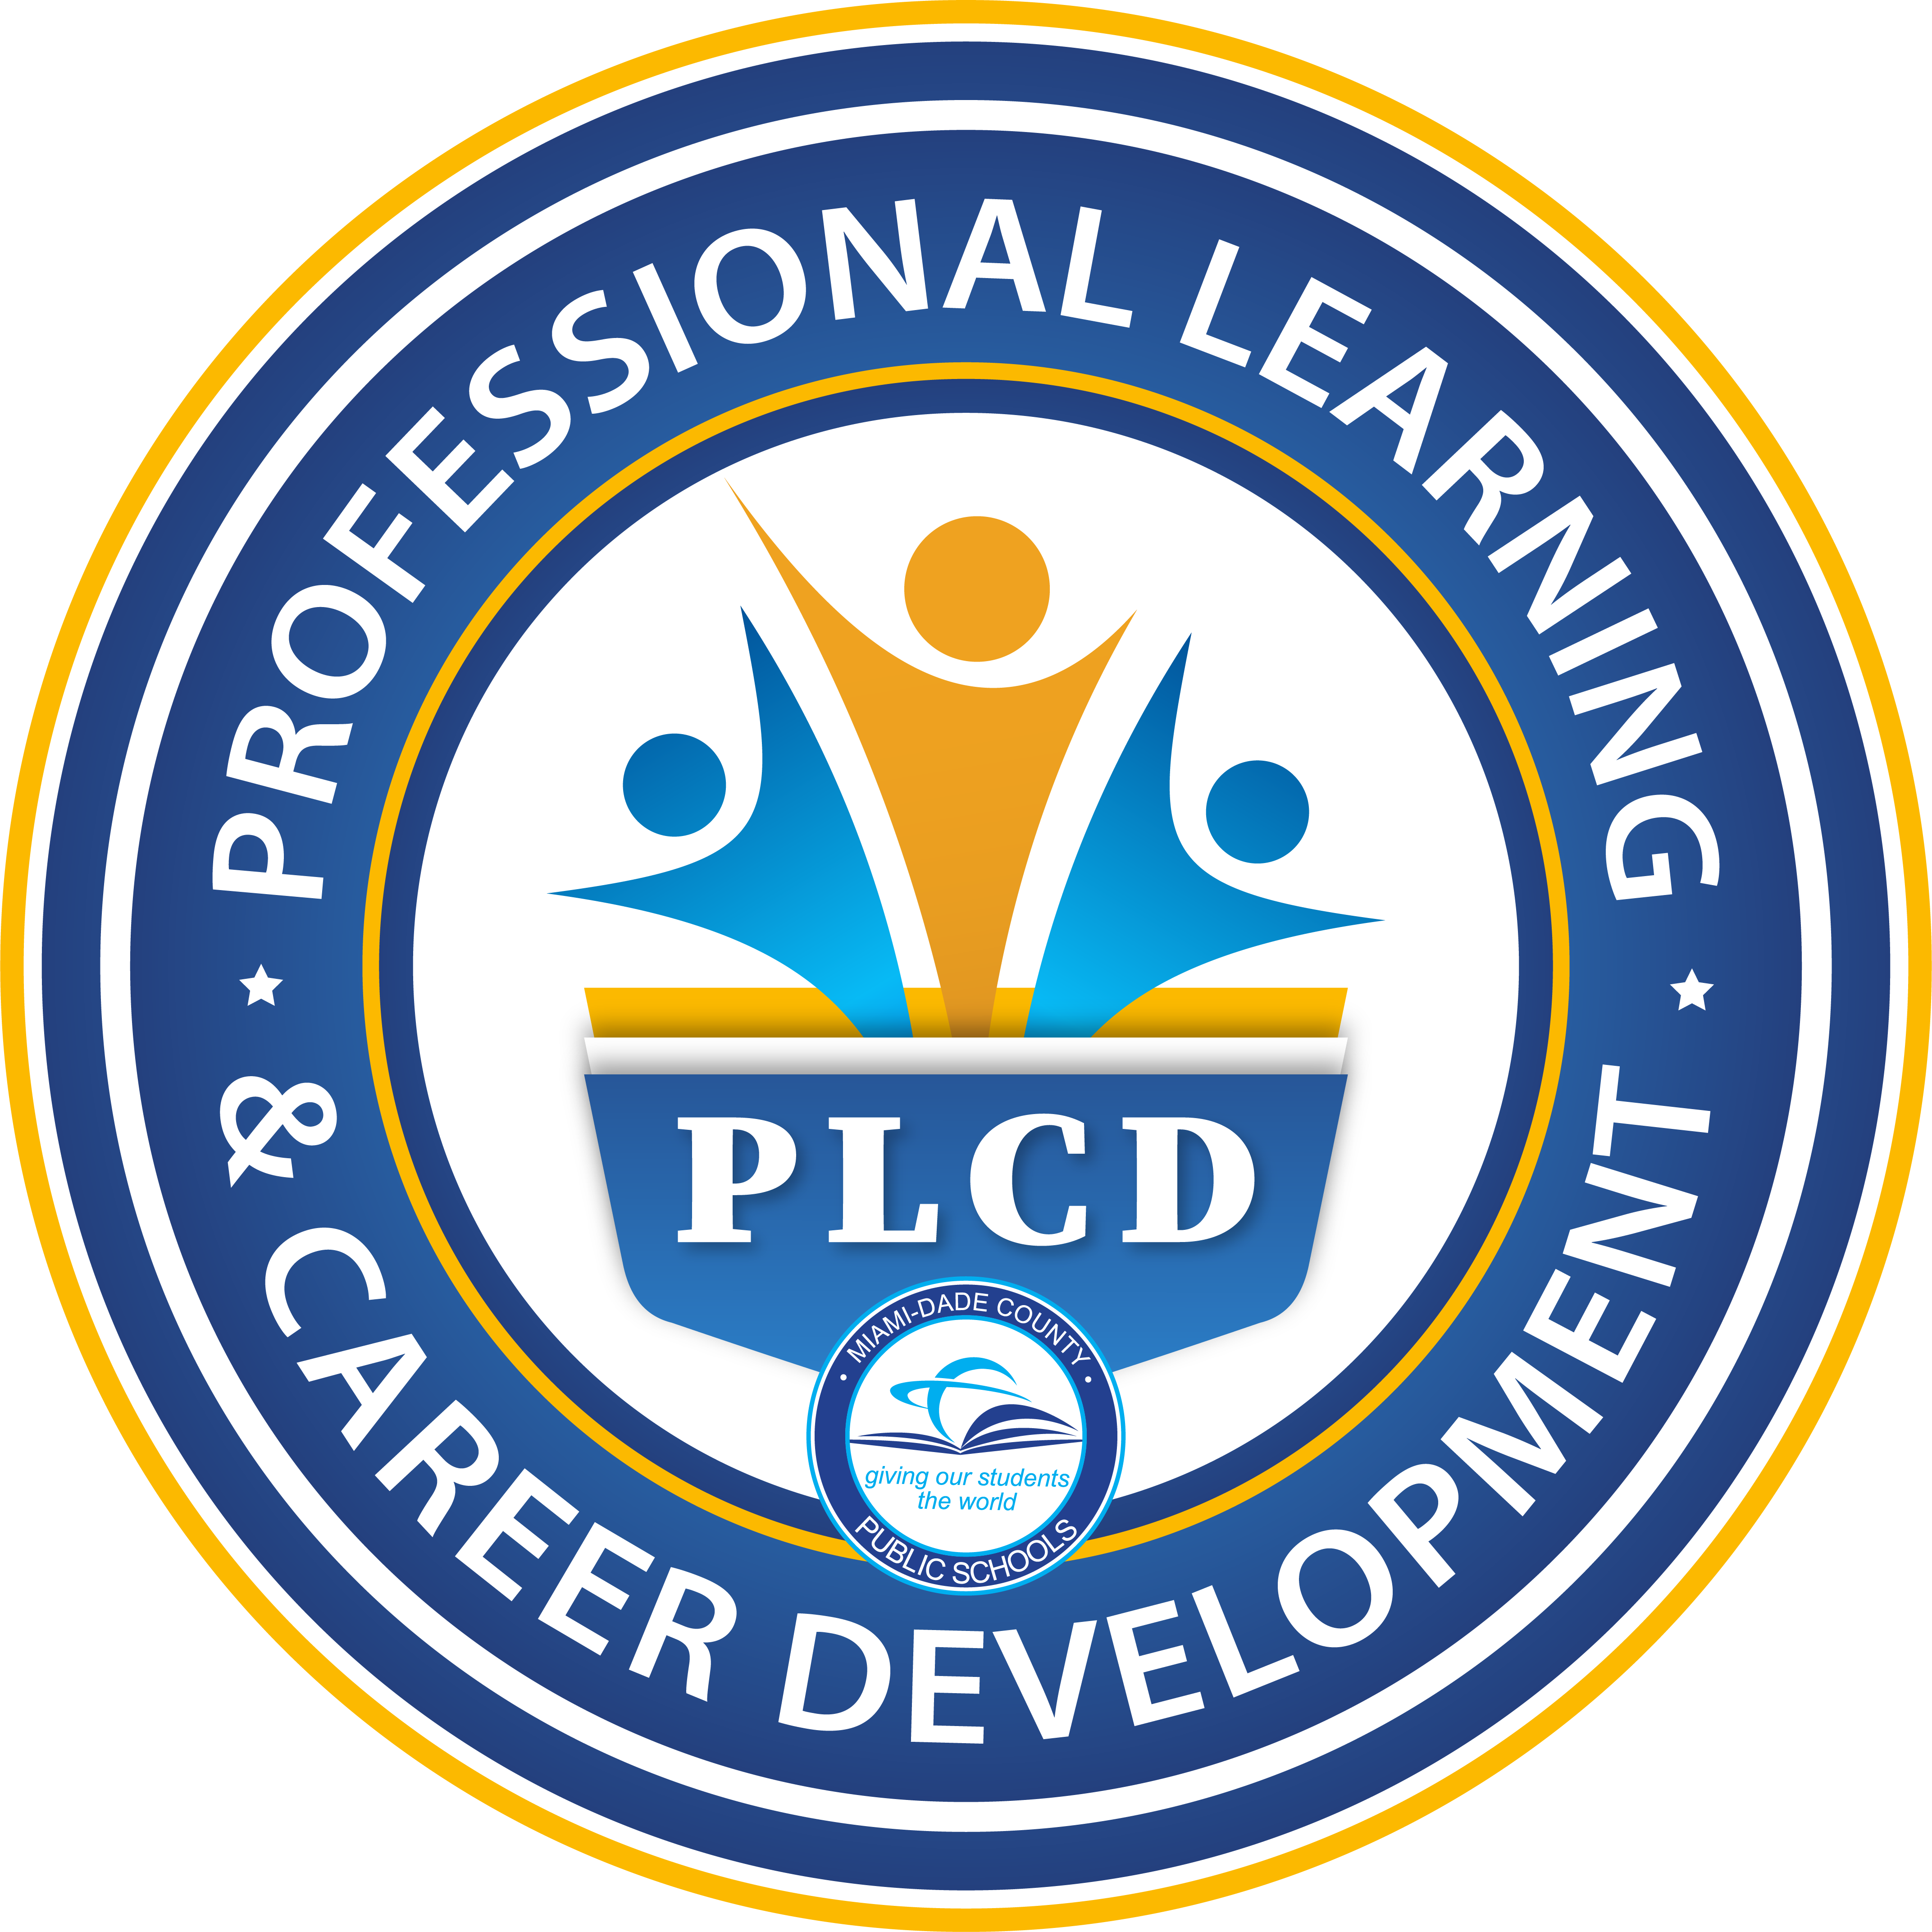 PROFESSIONAL LEARNING
& CAREER DEVELOPMENT
PLCD
MIAMI-DADE COUNTY
giving our students
the world
PUBLIC SCHOOLS